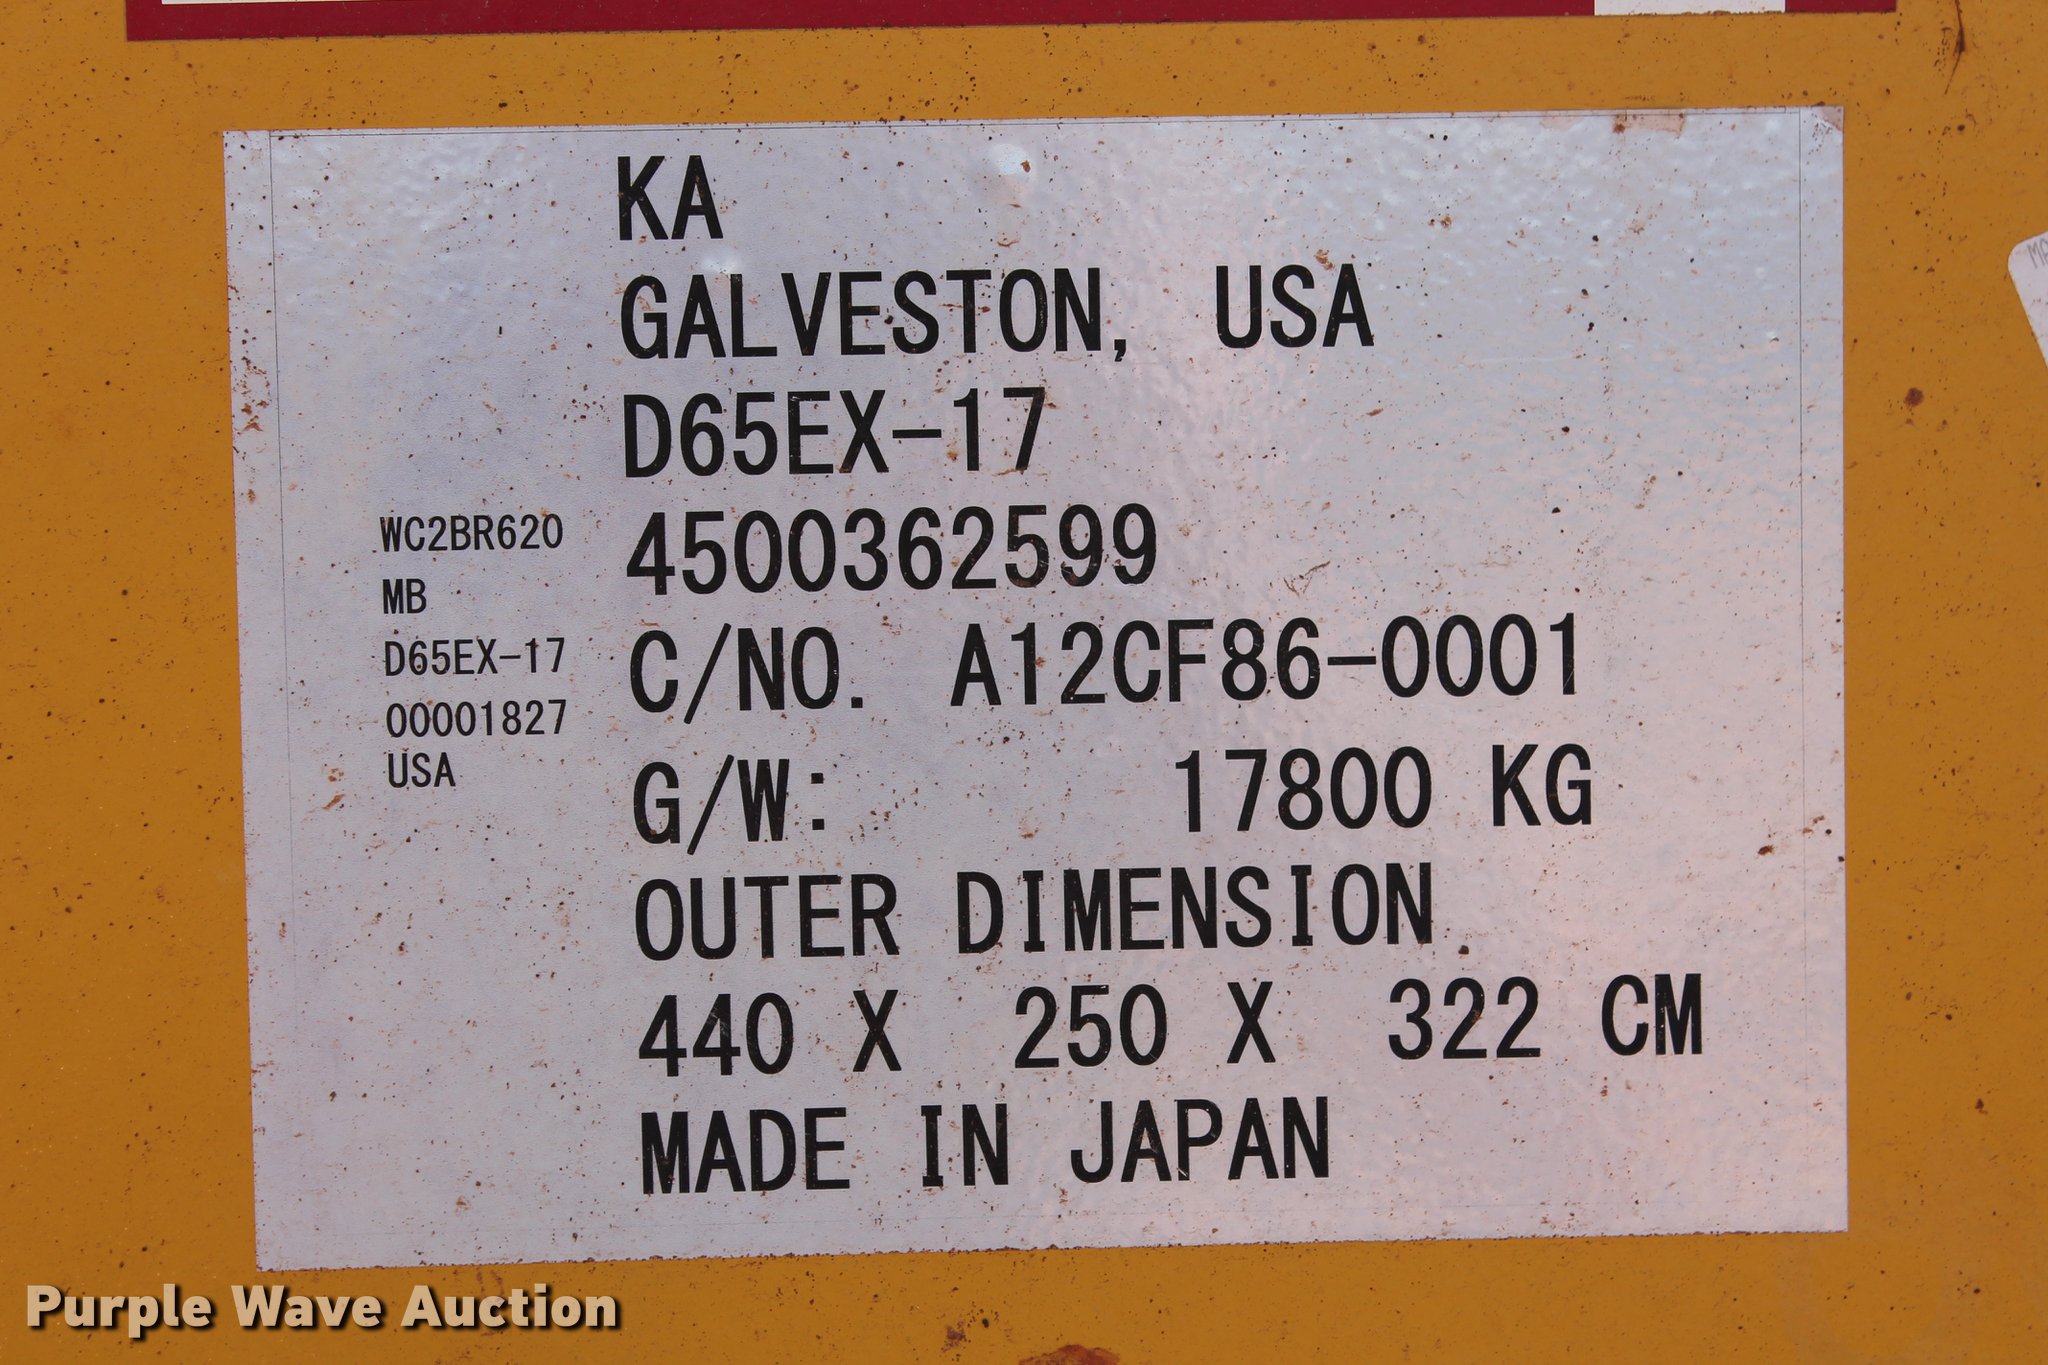 KA
GALVESTON, USA
D65EX-17
4500362599
C/NO. A12CF86-0001
G/W: 17800 KG
OUTER DIMENSION
440 X 250 X 322 CM
MADE IN JAPAN
WC2BR620
MB
D65EX-17
00001827
USA
Purple Wave Auction